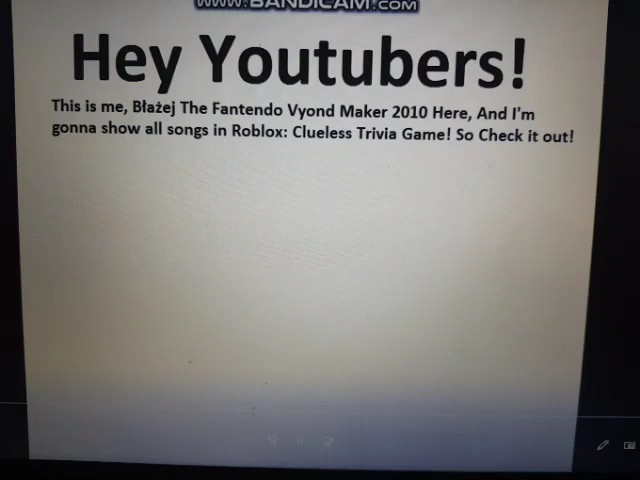 www.BANDICAM.COM
Hey Youtubers!
This is me, Błażej The Fantendo Vyond Maker 2010 Here, And I'm
gonna show all songs in Roblox: Clueless Trivia Game! So Check it out!